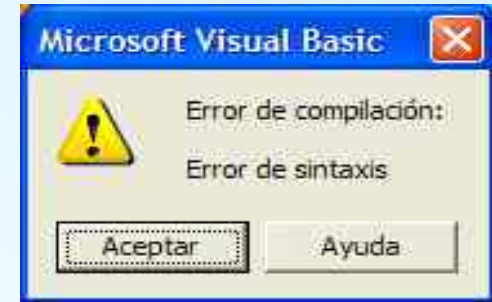 Microsoft Visual Basic
Error de compilación:
Error de sintaxis
Aceptar
Ayuda